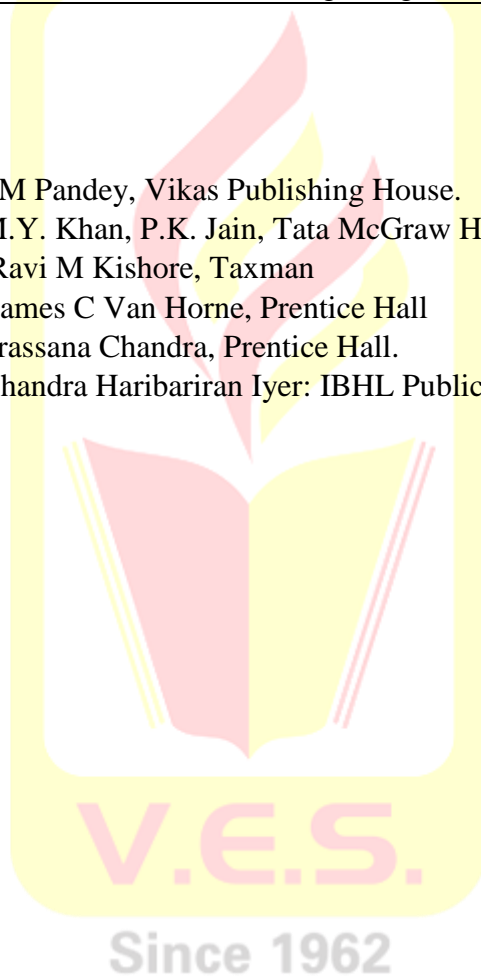 M Pandey, Vikas Publishing House.
M.Y. Khan, P.K. Jain, Tata McGraw H
Ravi M Kishore, Taxman
ames C Van Horne, Prentice Hall
rassana Chandra, Prentice Hall.
handra Haribariran Iyer: IBHL Public
V.E.S.
Since 1962